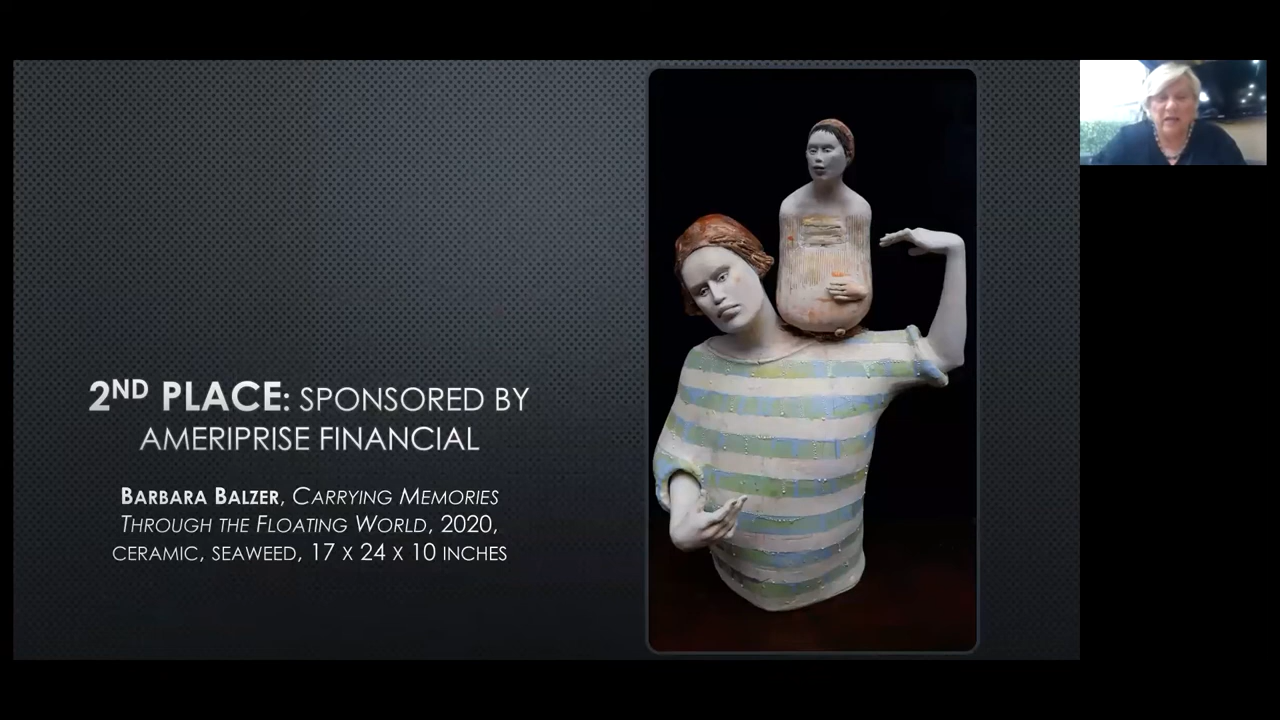 2ND PLACE: SPONSORED BY
AMERIPRISE FINANCIAL
BARBARA BALZER, CARRYING MEMORIES
THROUGH THE FLOATING WORLD, 2020,
CERAMIC, SEAWEED, 17 X 24 X 10 INCHES